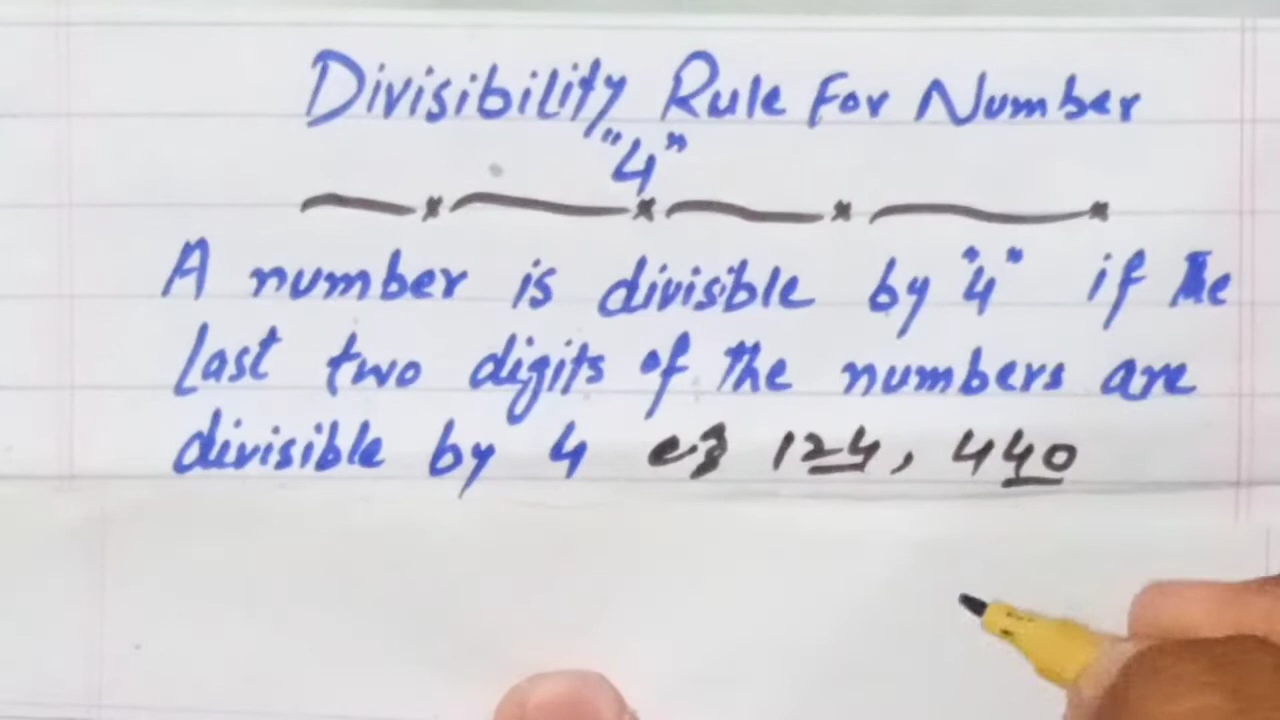 Divisibility Rule For Number
"4"
A number is divisible by "4" if the
last two digits of the numbers are
divisible by 4 eg 124, 440